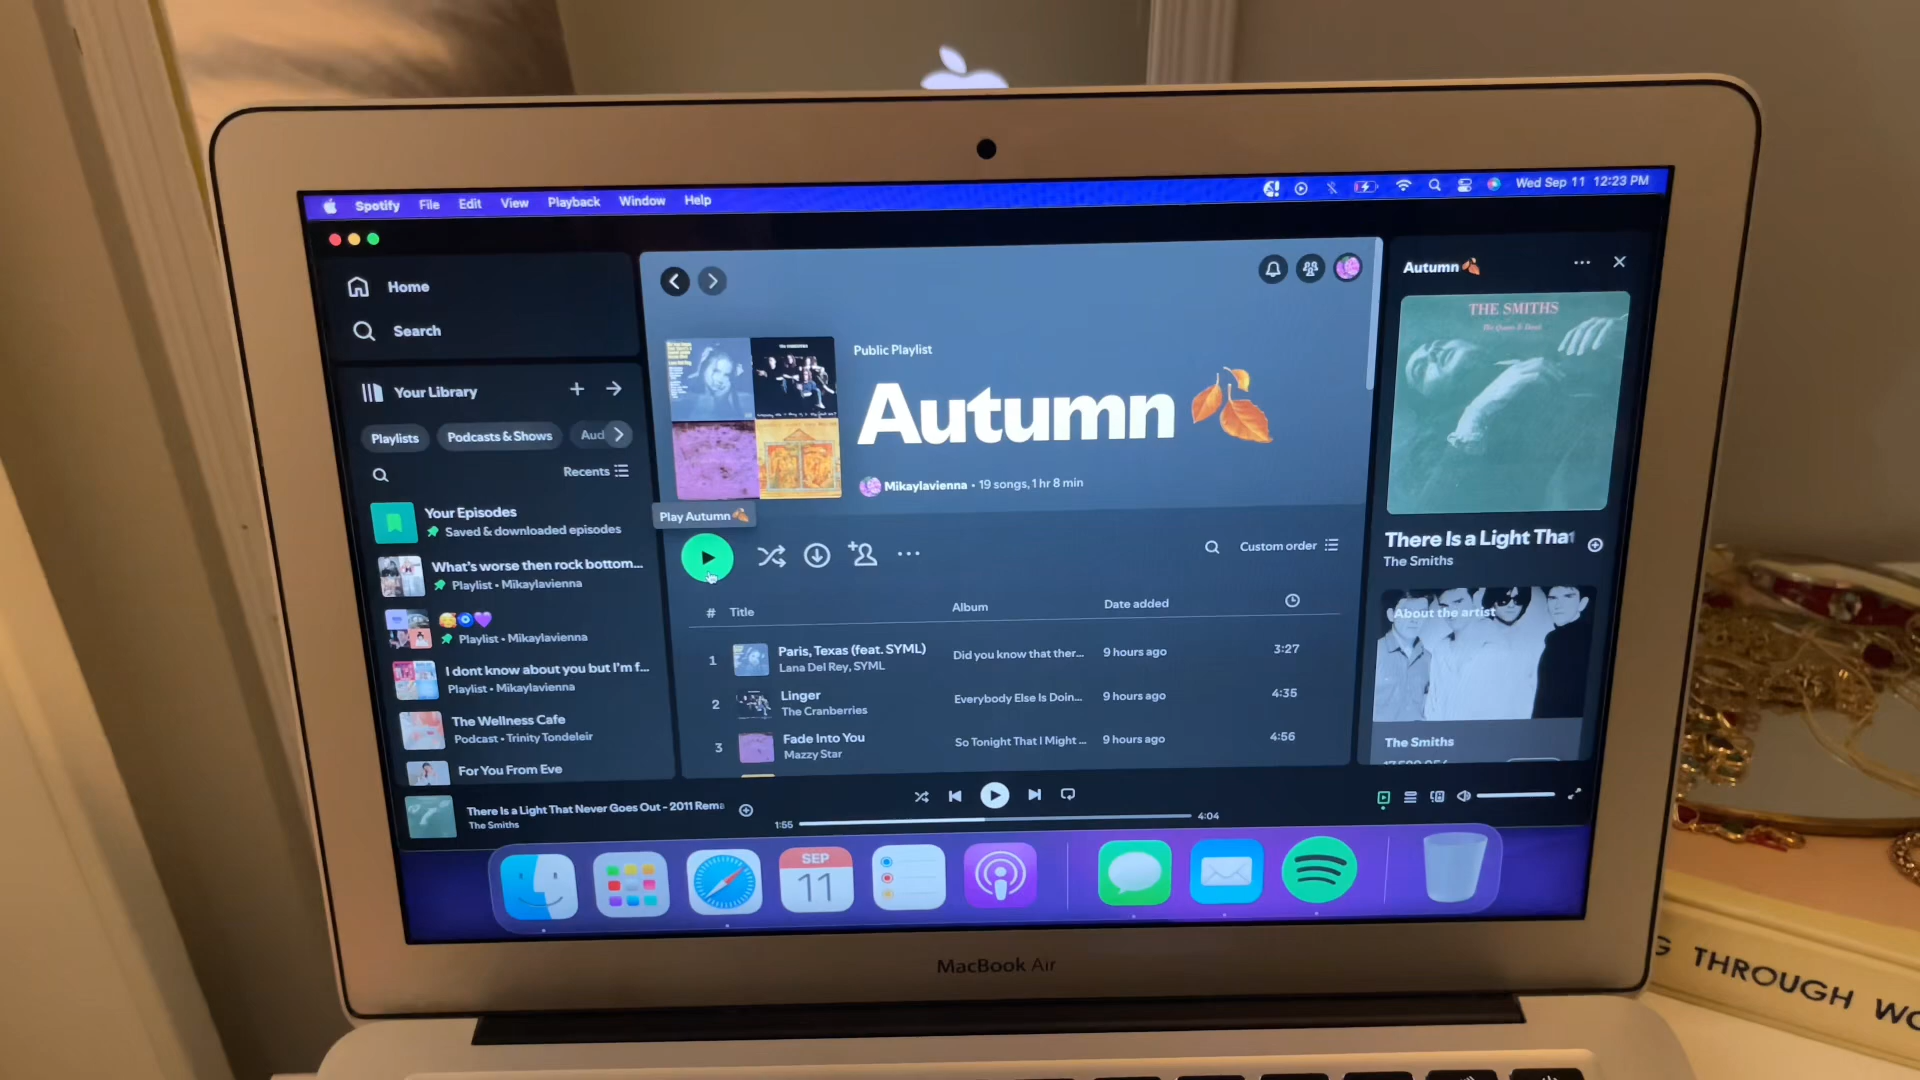 Spotify File Edit View Playback Window Help
Wed Sep 11 12:23 PM
Home
Search
Your Library
Playlists
Podcasts & Shows
Aud
Recents
Your Episodes
Saved & downloaded episodes
What's worse then rock bottom...
Playlist • Mikaylavienna
🥰🧿💜
Playlist • Mikaylavienna
I dont know about you but I'm f...
Playlist • Mikaylavienna
The Wellness Cafe
Podcast • Trinity Tondeleir
For You From Eve
Public Playlist
Autumn🍂
Mikaylavienna • 19 songs, 1 hr 8 min
Play Autumn🍂
Custom order
# Title Album Date added
1 Paris, Texas (feat. SYML) Did you know that ther... 9 hours ago 3:27
Lana Del Rey, SYML
2 Linger Everybody Else Is Doin... 9 hours ago 4:35
The Cranberries
3 Fade Into You So Tonight That I Might ... 9 hours ago 4:56
Mazzy Star
Autumn🍂
THE SMITHS
The Queen Is Dead
There Is a Light That
The Smiths
About the artist
The Smiths
There Is a Light That Never Goes Out - 2011 Rema
The Smiths
1:55
4:04
SEP
11
MacBook Air
G THROUGH WO